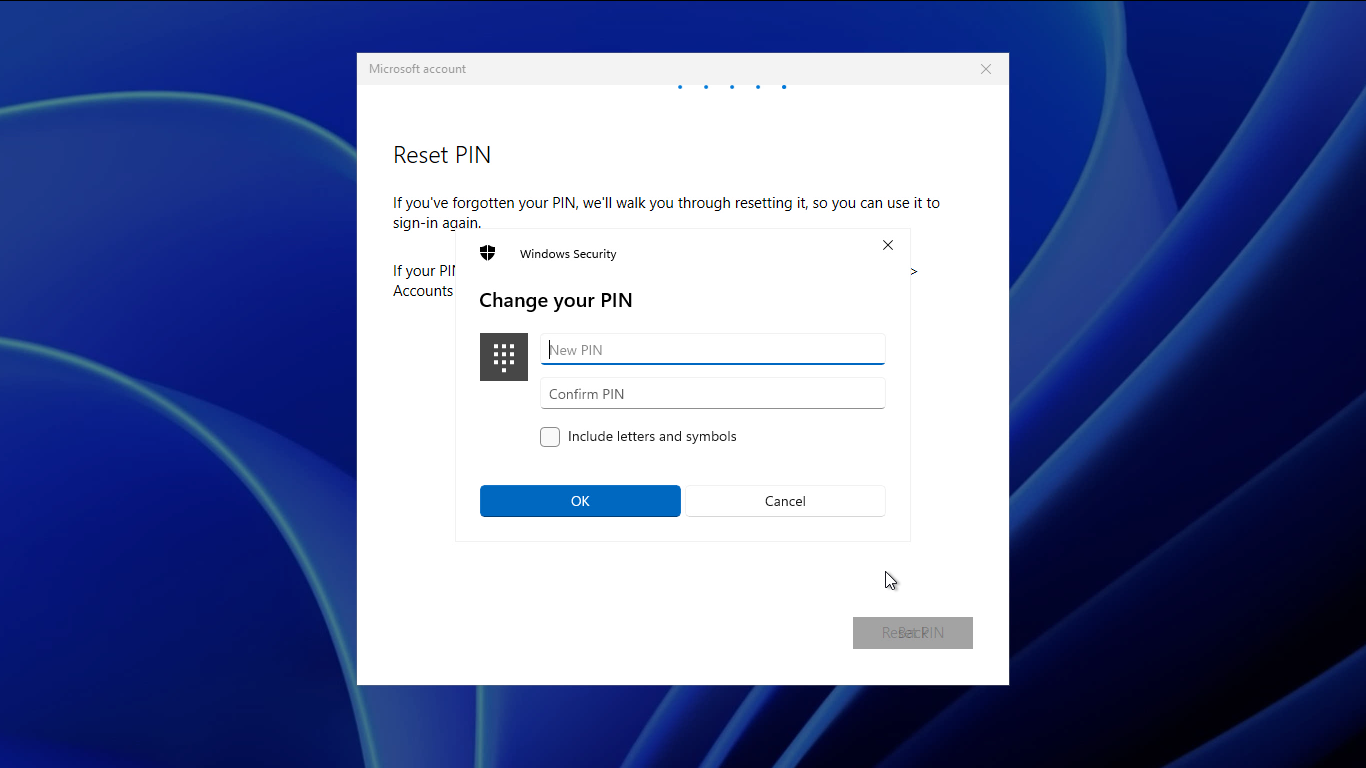 Microsoft account
Reset PIN
If you've forgotten your PIN, we'll walk you through resetting it, so you can use it to
sign-in again.
If your PIN
>
Accounts
Windows Security
Change your PIN
New PIN
Confirm PIN
Include letters and symbols
OK
Cancel
Reset PIN
Back